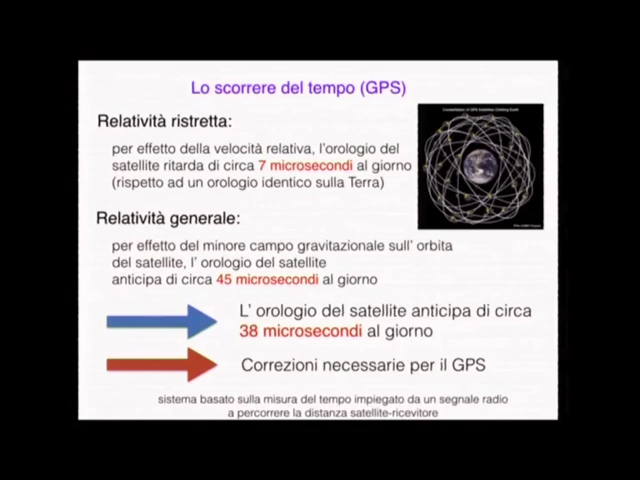 Lo scorrere del tempo (GPS)
Relatività ristretta:
per effetto della velocità relativa, l'orologio del
satellite ritarda di circa 7 microsecondi al giorno
(rispetto ad un orologio identico sulla Terra)
Relatività generale:
per effetto del minore campo gravitazionale sull' orbita
del satellite, l' orologio del satellite
anticipa di circa 45 microsecondi al giorno
L' orologio del satellite anticipa di circa
38 microsecondi al giorno
Correzioni necessarie per il GPS
sistema basato sulla misura del tempo impiegato da un segnale radio
a percorrere la distanza satellite-ricevitore